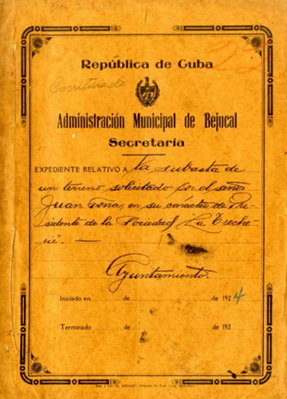 Escriturado
República de Cuba
Administración Municipal de Bejucal
Secretaría
EXPEDIENTE RELATIVO A la subasta de
un terreno solicitado por el señor
Juan, en su carácter de Pre-
sidente de la Sociedad "La
Ayuntamiento.
Iniciado en de de 1924
Terminado de de 192